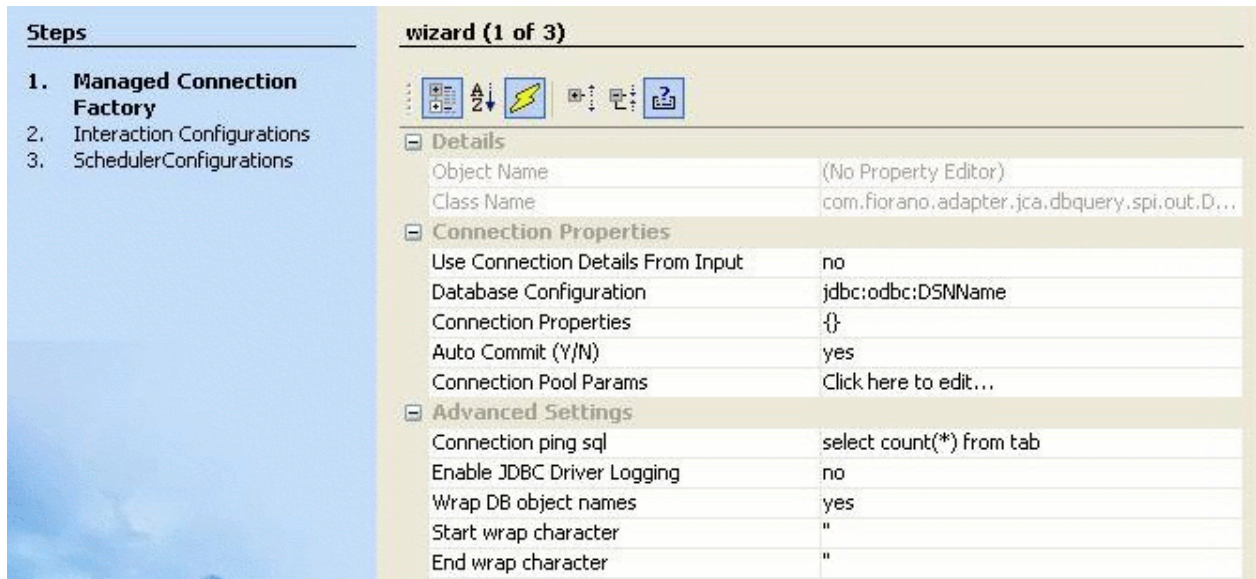 Steps
1. Managed Connection
Factory
2. Interaction Configurations
3. SchedulerConfigurations
wizard (1 of 3)
Details
Object Name (No Property Editor)
Class Name com.fiorano.adapter.jca.dbquery.spi.out.D...
Connection Properties
Use Connection Details From Input no
Database Configuration jdbc:odbc:DSNName
Connection Properties {}
Auto Commit (Y/N) yes
Connection Pool Params Click here to edit...
Advanced Settings
Connection ping sql select count(*) from tab
Enable JDBC Driver Logging no
Wrap DB object names yes
Start wrap character "
End wrap character "